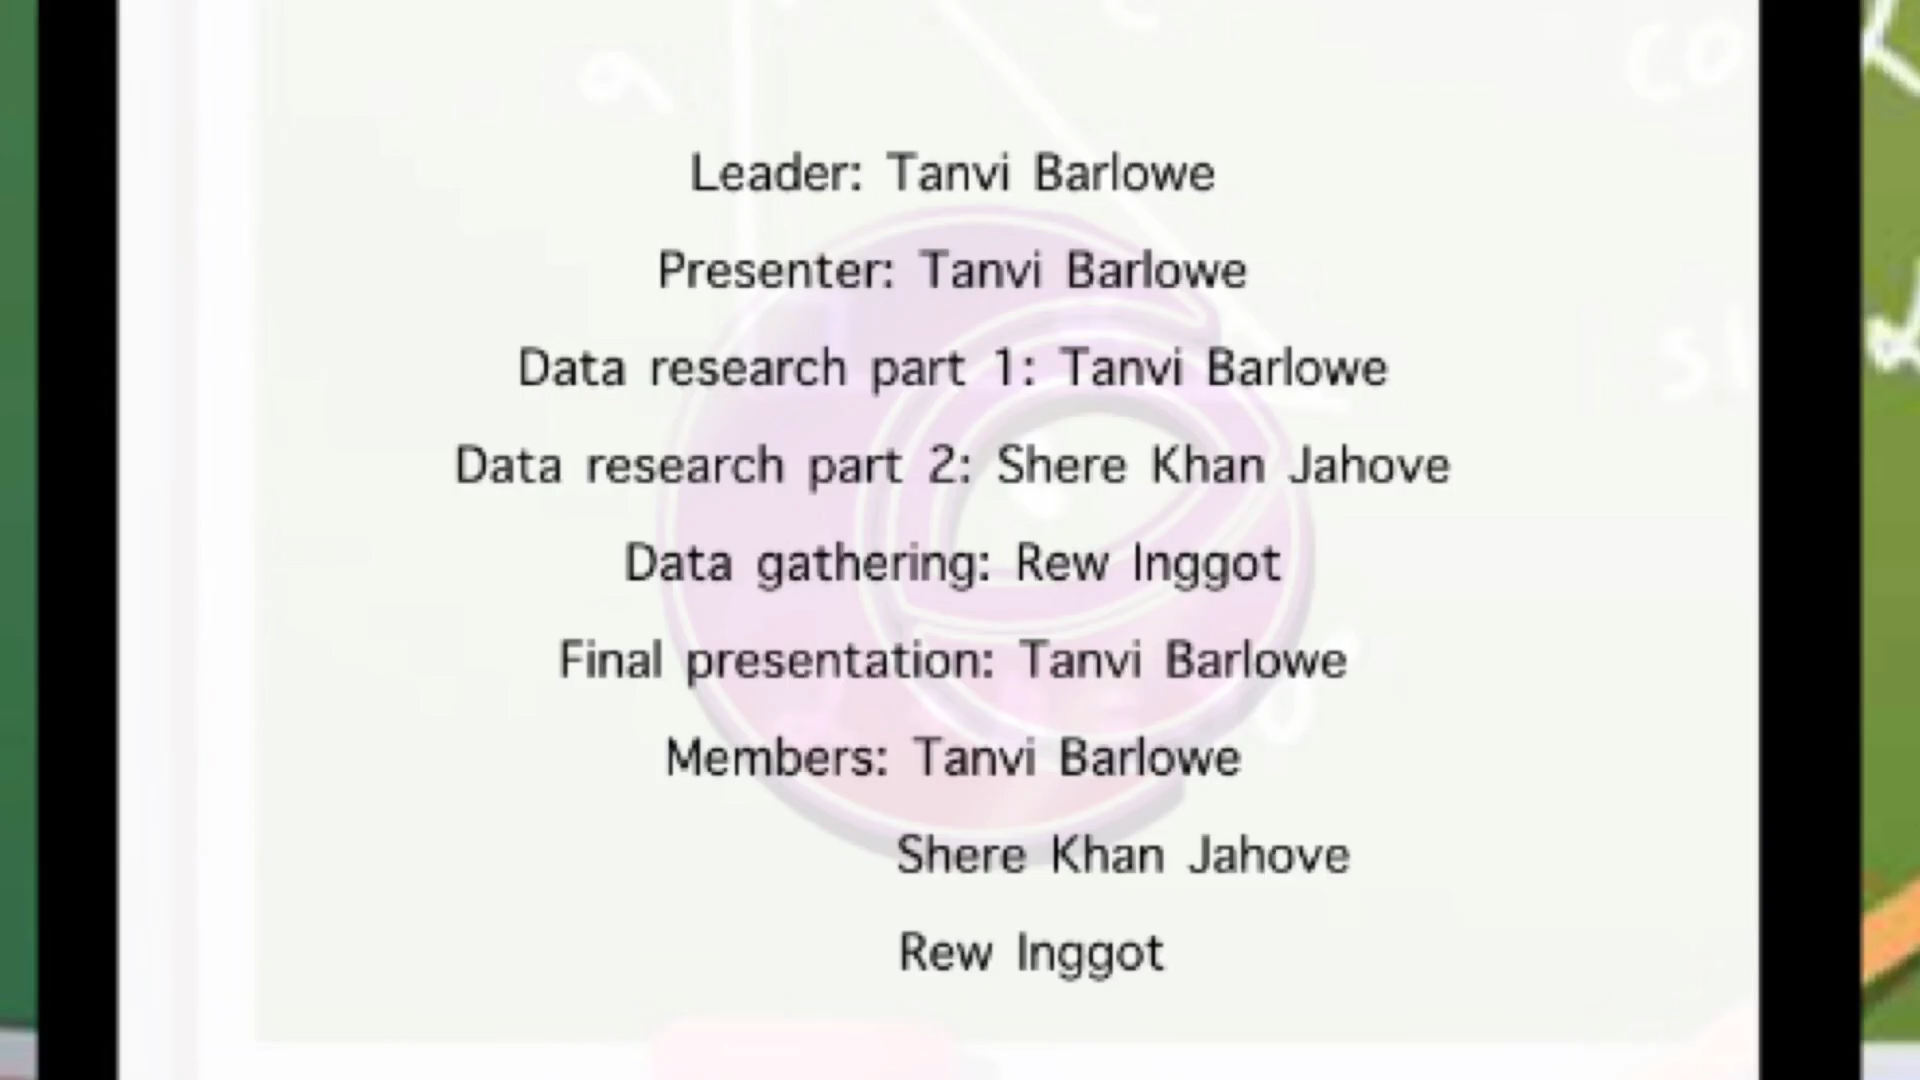 Leader: Tanvi Barlowe
Presenter: Tanvi Barlowe
Data research part 1: Tanvi Barlowe
Data research part 2: Shere Khan Jahove
Data gathering: Rew Inggot
Final presentation: Tanvi Barlowe
Members: Tanvi Barlowe
Shere Khan Jahove
Rew Inggot